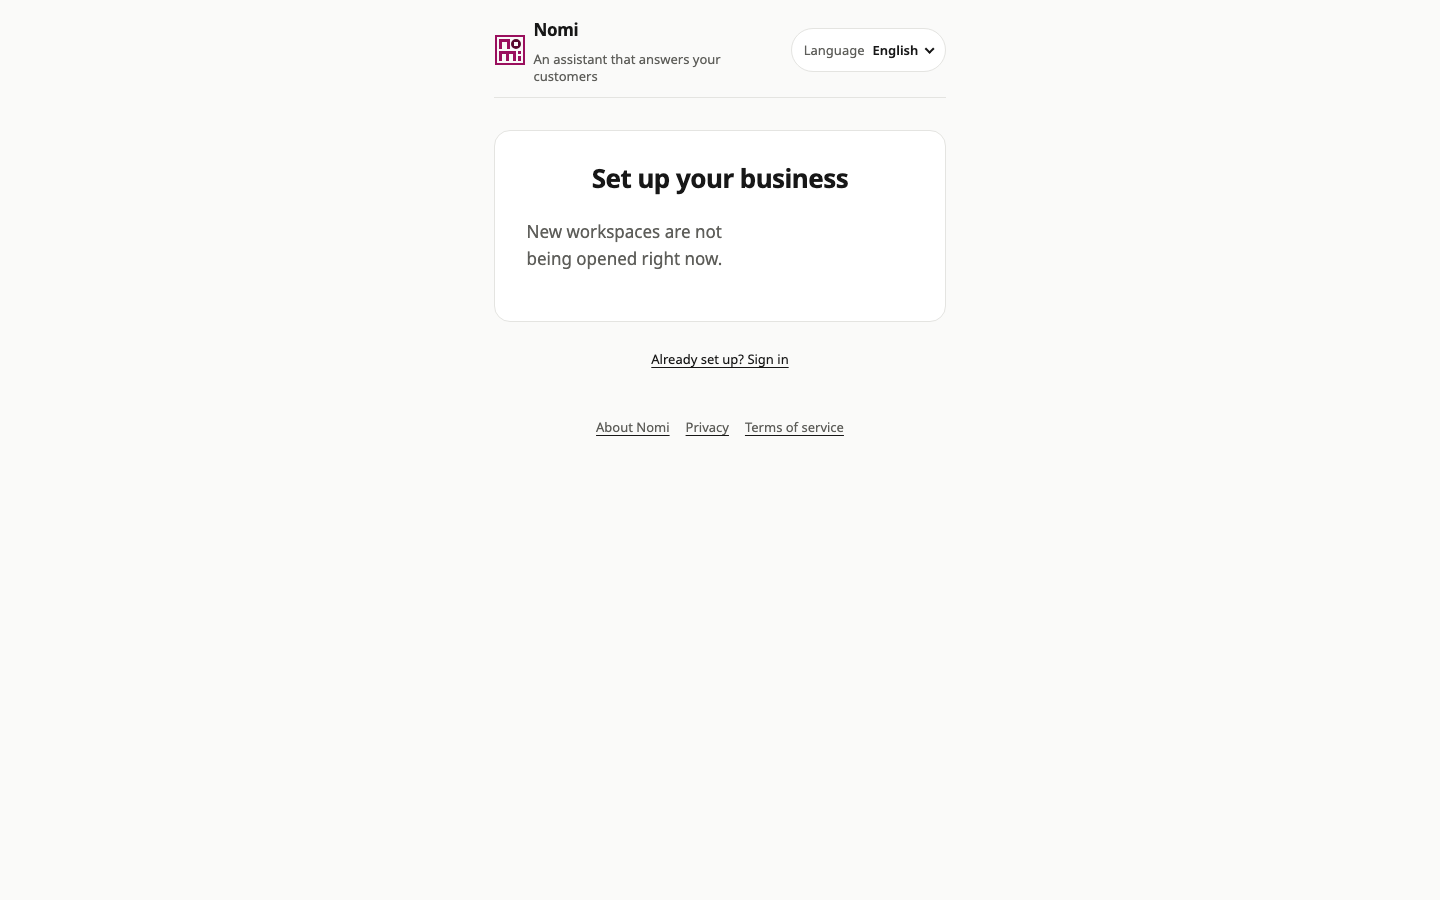 nomi
Nomi
An assistant that answers your
customers
Language English
Set up your business
New workspaces are not
being opened right now.
Already set up? Sign in
About Nomi Privacy Terms of service